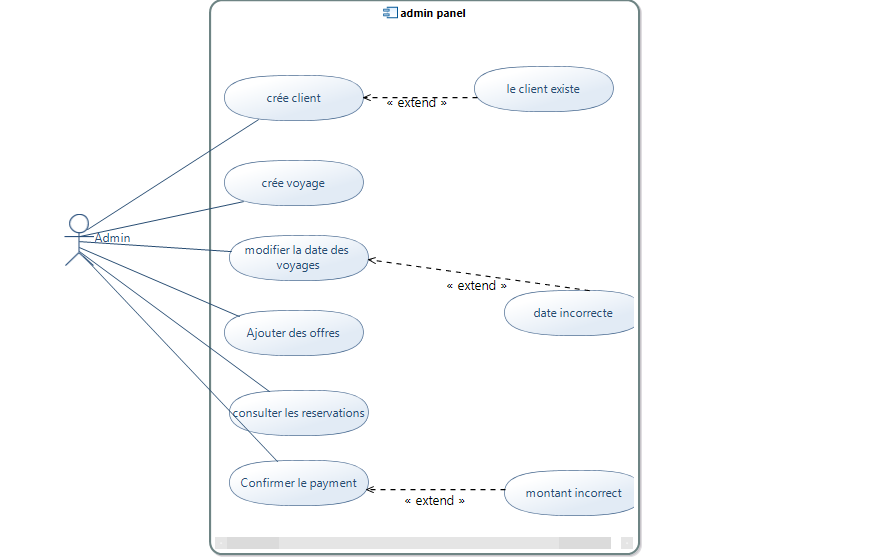 admin panel
crée client
« extend »
le client existe
crée voyage
Admin
modifier la date des
voyages
« extend »
date incorrecte
Ajouter des offres
consulter les reservations
Confirmer le payment
« extend »
montant incorrect